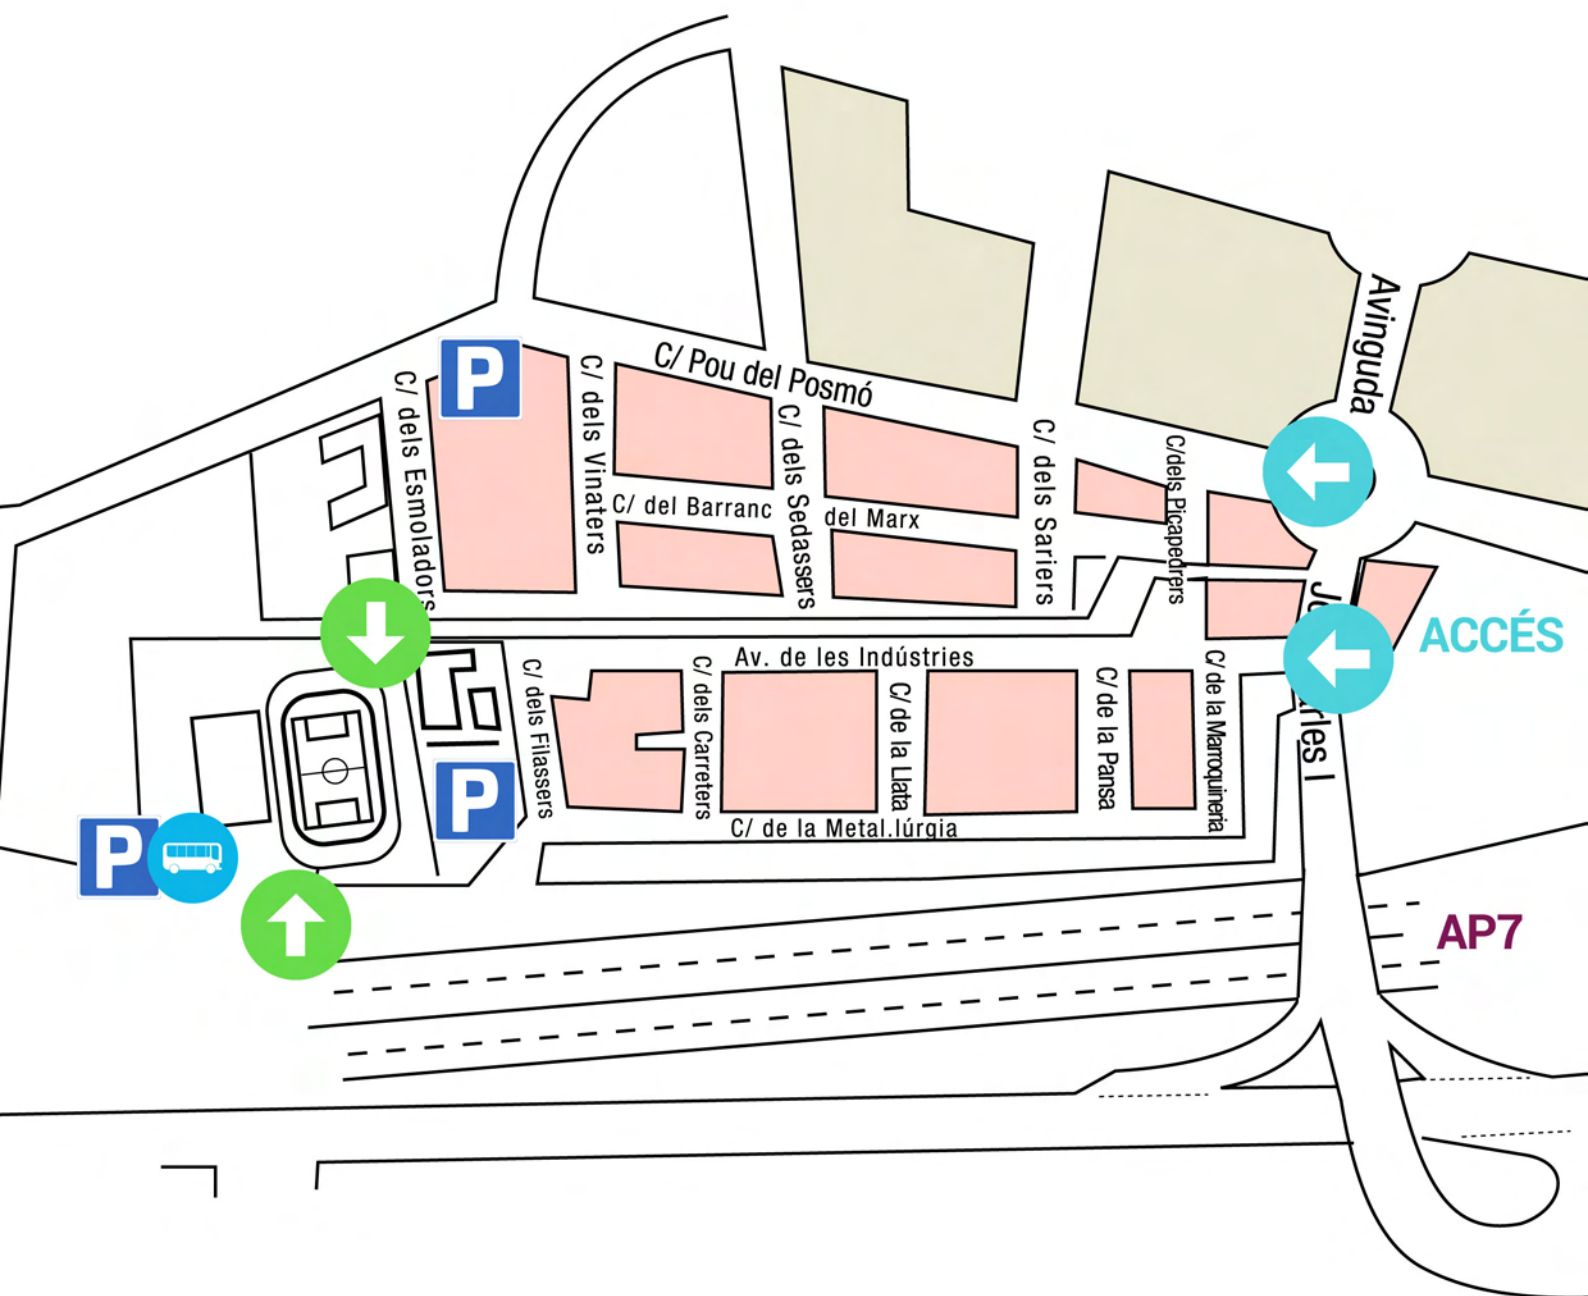 Avinguda
C/ Pou del Posmó
P
C/ dels Esmoladors
C/ dels Vinaters
C/ dels Sedassers
C/ dels Sariers
C/dels Picapedrers
C/ del Barranc del Marx
ACCÉS
Av. de les Indústries
C/ dels Filassers
C/ dels Carreters
C/ de la Llata
C/ de la Pansa
C/ de la Marroquineria
rles I
P
C/ de la Metal.lúrgia
P
AP7